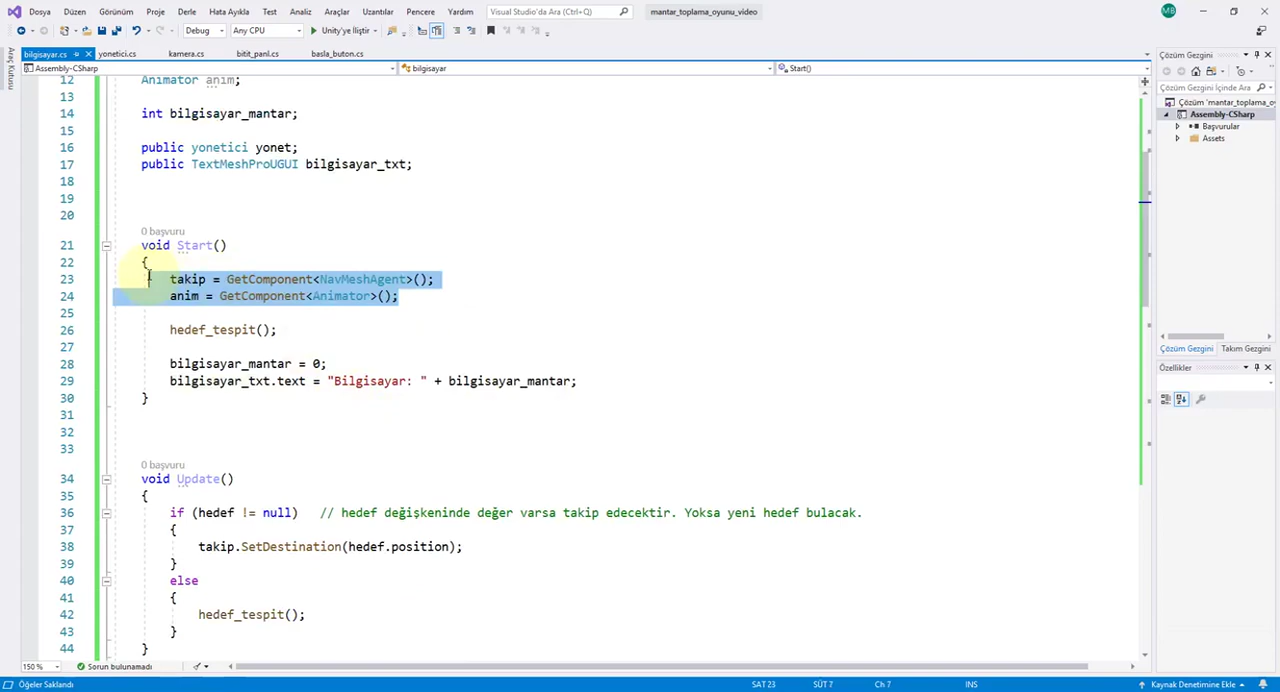 Dosya Düzen Görünüm Proje Derle Hata Ayıkla Test Analiz Araçlar Uzantılar Pencere Yardım Visual Studio'da Ara (Ctrl+Q) mantar_toplama_oyunu_video MB
Debug Any CPU Unity'ye İliştir
Araç Kutusu
bilgisayar.cs yonetici.cs kamera.cs bitit_panl.cs basla_buton.cs
Assembly-CSharp bilgisayar Start()
12 Animator anim;
13
14 int bilgisayar_mantar;
15
16 public yonetici yonet;
17 public TextMeshProUGUI bilgisayar_txt;
18
19
20
0 başvuru
21 void Start()
22 {
23 takip = GetComponent<NavMeshAgent>();
24 anim = GetComponent<Animator>();
25
26 hedef_tespit();
27
28 bilgisayar_mantar = 0;
29 bilgisayar_txt.text = "Bilgisayar: " + bilgisayar_mantar;
30 }
31
32
33
0 başvuru
34 void Update()
35 {
36 if (hedef != null) // hedef değişkeninde değer varsa takip edecektir. Yoksa yeni hedef bulacak.
37 {
38 takip.SetDestination(hedef.position);
39 }
40 else
41 {
42 hedef_tespit();
43 }
44 }
150 % Sorun bulunamadı
Çözüm Gezgini
Çözüm Gezgini İçinde Ara
Çözüm 'mantar_toplama_oy
Assembly-CSharp
Başvurular
Assets
Çözüm Gezgini Takım Gezgini
Özellikler
Öğeler Saklandı SAT 23 SÜT 7 Ch 7 INS Kaynak Denetimine Ekle